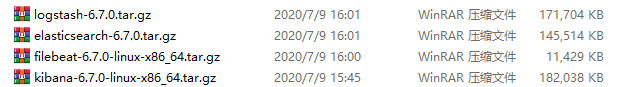 logstash-6.7.0.tar.gz 2020/7/9 16:01 WinRAR 压缩文件 171,704 KB
elasticsearch-6.7.0.tar.gz 2020/7/9 16:01 WinRAR 压缩文件 145,514 KB
filebeat-6.7.0-linux-x86_64.tar.gz 2020/7/9 16:00 WinRAR 压缩文件 11,429 KB
kibana-6.7.0-linux-x86_64.tar.gz 2020/7/9 15:45 WinRAR 压缩文件 182,038 KB